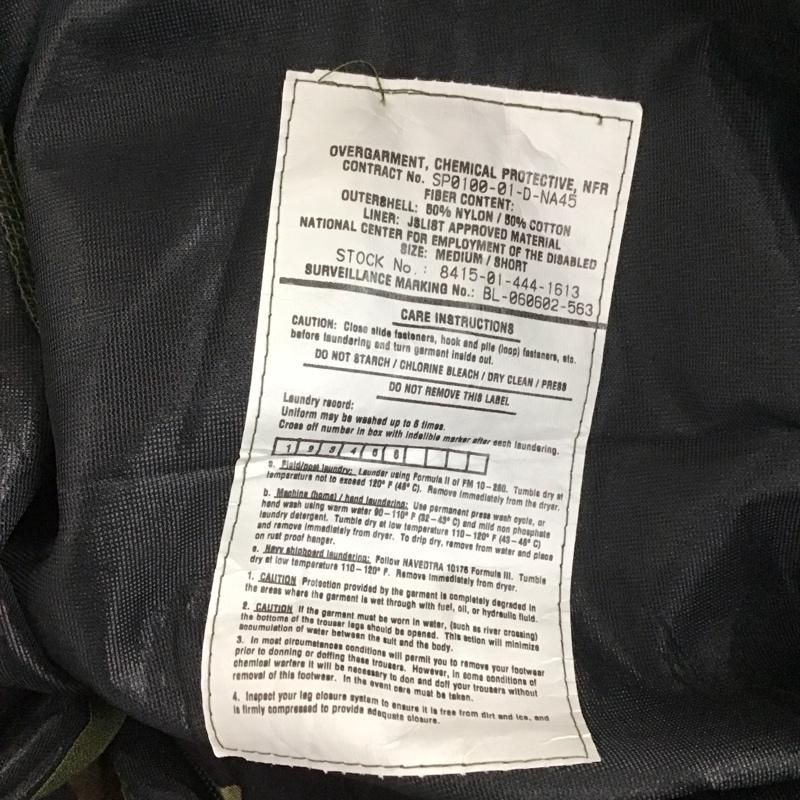 OVERGARMENT, CHEMICAL PROTECTIVE, NFR
CONTRACT No. SP0100-01-D-NA45
FIBER CONTENT:
OUTERSHELL: 50% NYLON / 50% COTTON
LINER: JSLIST APPROVED MATERIAL
NATIONAL CENTER FOR EMPLOYMENT OF THE DISABLED
SIZE: MEDIUM / SHORT
STOCK No.: 8415-01-444-1613
SURVEILLANCE MARKING No.: BL-060602-563
CARE INSTRUCTIONS
CAUTION: Close slide fasteners, hook and pile (loop) fasteners, etc.
before laundering and turn garment inside out.
DO NOT STARCH / CHLORINE BLEACH / DRY CLEAN / PRESS
DO NOT REMOVE THIS LABEL
Laundry record:
Uniform may be washed up to 6 times.
Cross off number in box with indelible marker after each laundering.
1 2 3 4 5 6
a. Field/post laundry: Launder using Formula II of FM 10-280. Tumble dry at
temperature not to exceed 120° F (49° C). Remove immediately from the dryer.
b. Machine (home) / hand laundering: Use permanent press wash cycle, or
hand wash using warm water 90-110° F (32-43° C) and mild non phosphate
laundry detergent. Tumble dry at low temperature 110-120° F (43-49° C)
and remove immediately from dryer. To drip dry, remove from water and place
on rust proof hanger.
c. Navy shipboard laundering: Follow NAVEDTRA 10176 Formula III. Tumble
dry at low temperature 110-120° F. Remove immediately from dryer.
1. CAUTION Protection provided by the garment is completely degraded in
the areas where the garment is wet through with fuel, oil, or hydraulic fluid.
2. CAUTION If the garment must be worn in water, (such as river crossing)
the bottoms of the trouser legs should be opened. This action will minimize
accumulation of water between the suit and the body.
3. In most circumstances conditions will permit you to remove your footwear
prior to donning or doffing these trousers. However, in some conditions of
chemical warfare it will be necessary to don and doff your trousers without
removal of this footwear. In the event care must be taken.
4. Inspect your leg closure system to ensure it is free from dirt and ice, and
is firmly compressed to provide adequate closure.